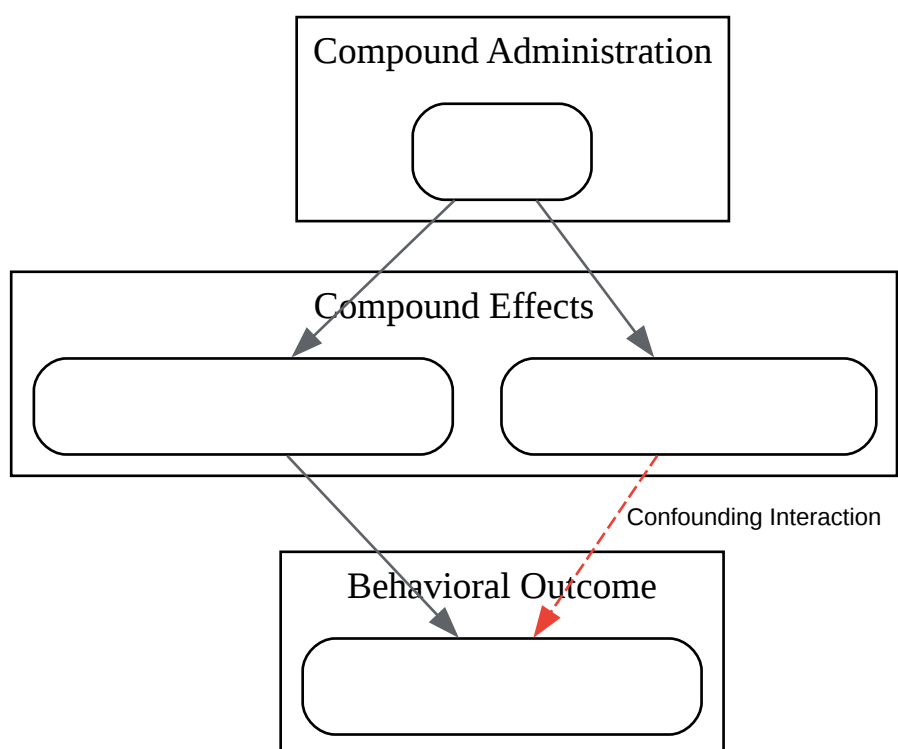 Compound Administration
Compound Effects
Confounding Interaction
Behavioral Outcome